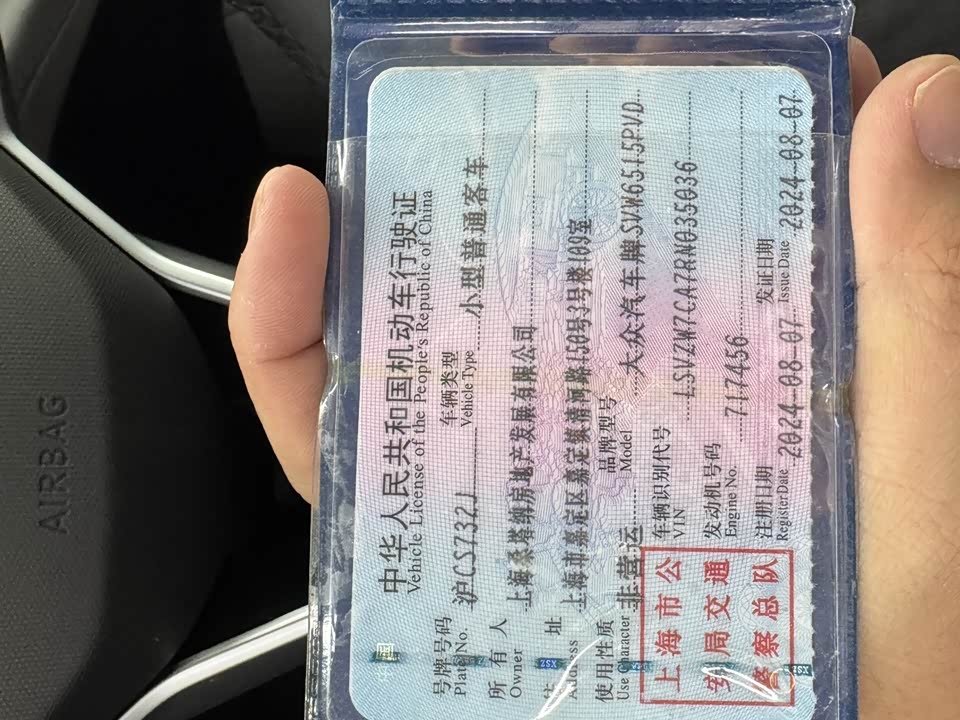 中华人民共和国机动车行驶证
Vehicle License of the People's Republic of China
号牌号码 沪CS732J 车辆类型 小型普通客车
Plate No. Vehicle Type
所有人 上海桑塔纳房地产发展有限公司
Owner
住址 上海市嘉定区嘉定镇清河路150号3号楼109室
Address
使用性质 非营运 品牌型号 大众汽车牌SVW6515PVD
Use Character Model
上海市公
安局交通
警察总队
车辆识别代号 LSVZW7CA7RN035036
VIN
发动机号码 717456
Engine No.
注册日期 2024-08-07 发证日期 2024-08-07
Register Date Issue Date
AIRBAG